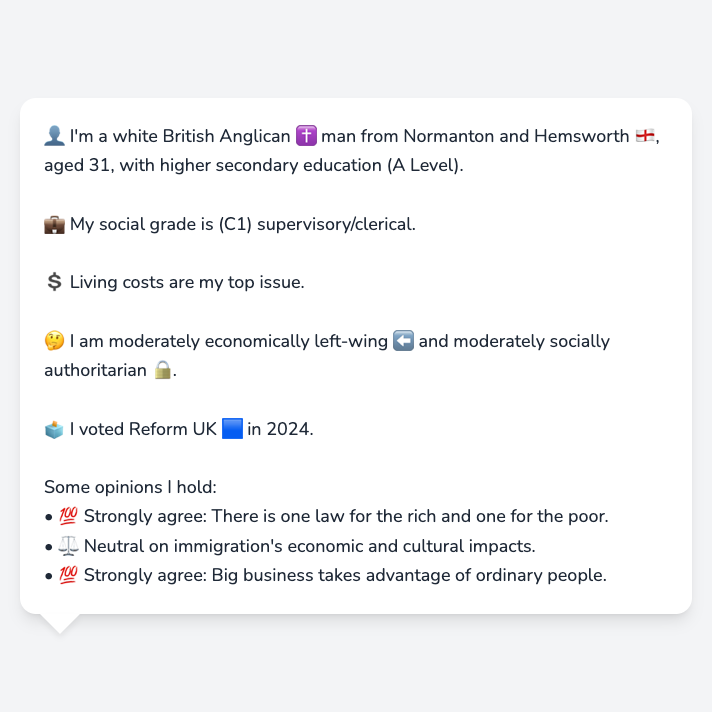 👤 I'm a white British Anglican ✝️ man from Normanton and Hemsworth 🏴󠁧󠁢󠁥󠁮󠁧󠁿,
aged 31, with higher secondary education (A Level).
💼 My social grade is (C1) supervisory/clerical.
💲 Living costs are my top issue.
🤔 I am moderately economically left-wing ⬅️ and moderately socially
authoritarian 🔒.
🗳️ I voted Reform UK 🟦 in 2024.
Some opinions I hold:
• 💯 Strongly agree: There is one law for the rich and one for the poor.
• ⚖️ Neutral on immigration's economic and cultural impacts.
• 💯 Strongly agree: Big business takes advantage of ordinary people.